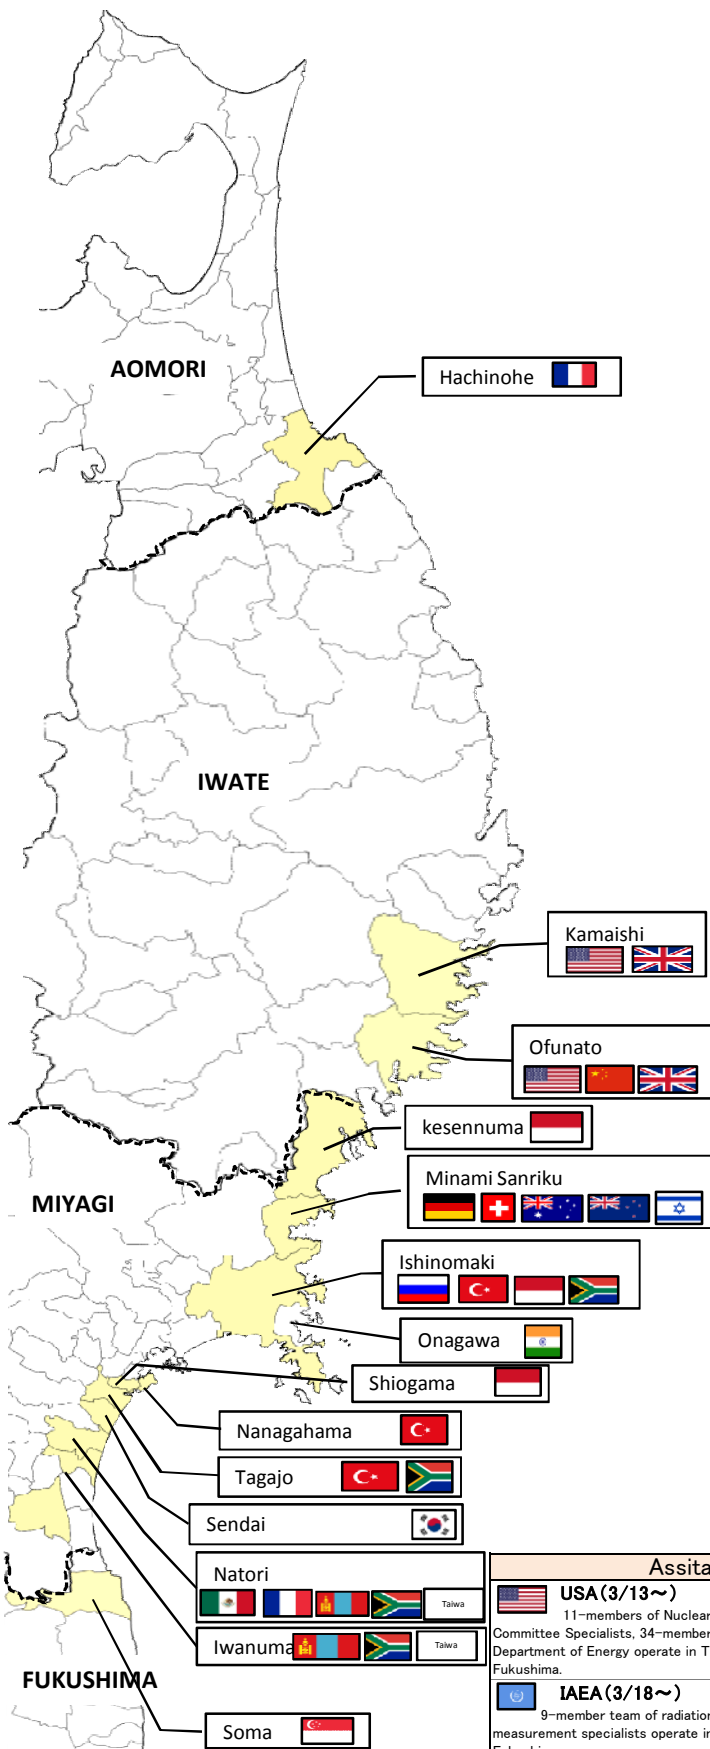 AOMORI
Hachinohe
IWATE
Kamaishi
Ofunato
kesennuma
Minami Sanriku
MIYAGI
Ishinomaki
Onagawa
Shiogama
Nanagahama
Tagajo
Sendai
Natori
Taiwa
Iwanuma
Taiwa
FUKUSHIMA
Soma
Assita
USA(3/13～)
11-members of Nuclear
Committee Specialists, 34-member
Department of Energy operate in T
Fukushima.
IAEA(3/18～)
9-member team of radiation
measurement specialists operate in